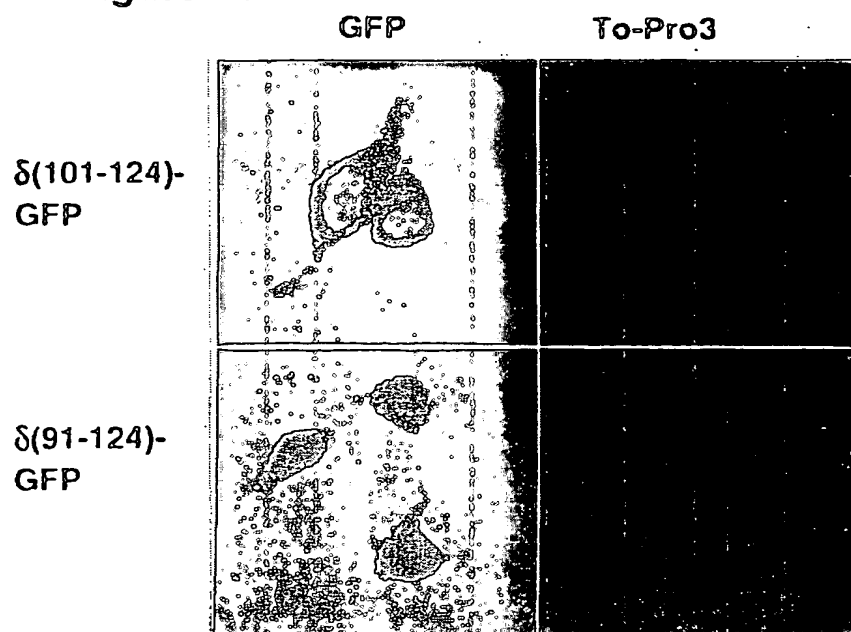 GFP To-Pro3
δ(101-124)-
GFP
δ(91-124)-
GFP